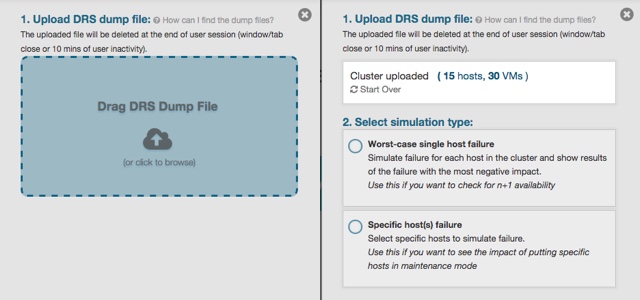 1. Upload DRS dump file: How can I find the dump files?
The uploaded file will be deleted at the end of user session (window/tab
close or 10 mins of user inactivity).
Drag DRS Dump File
(or click to browse)
1. Upload DRS dump file: How can I find the dump files?
The uploaded file will be deleted at the end of user session (window/tab
close or 10 mins of user inactivity).
Cluster uploaded ( 15 hosts, 30 VMs )
Start Over
2. Select simulation type:
Worst-case single host failure
Simulate failure for each host in the cluster and show results
of the failure with the most negative impact.
Use this if you want to check for n+1 availability
Specific host(s) failure
Select specific hosts to simulate failure.
Use this if you want to see the impact of putting specific
hosts in maintenance mode